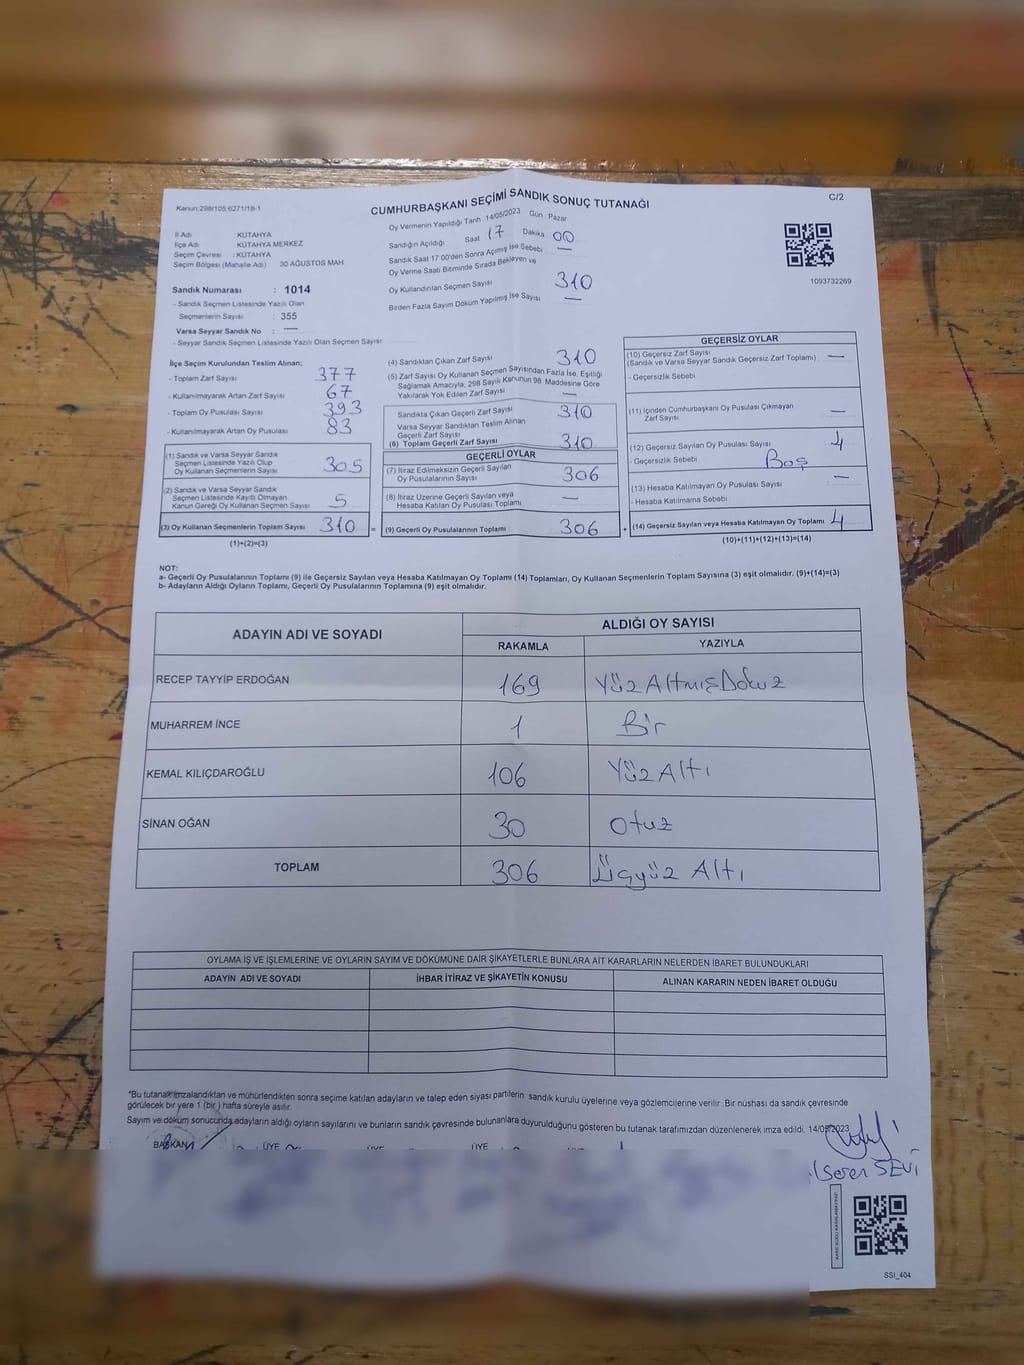 Kanun:298/105,6271/18-1
CUMHURBAŞKANI SEÇİMİ SANDIK SONUÇ TUTANAĞI
C/2
Oy Vermenin Yapıldığı Tarih 14/05/2023 Gün : Pazar
İl Adı : KÜTAHYA
İlçe Adı : KÜTAHYA MERKEZ
Seçim Çevresi : KÜTAHYA
Seçim Bölgesi (Mahalle Adı) : 30 AĞUSTOS MAH.
Sandığın Açıldığı Saat 17 Dakika 00
Sandık Saat 17:00'den Sonra Açılmış İse Sebebi —
Oy Verme Saati Bitiminde Sırada Bekleyen ve
Oy Kullandırılan Seçmen Sayısı 310
Birden Fazla Sayım Döküm Yapılmış İse Sayısı —
1093732269
Sandık Numarası : 1014
- Sandık Seçmen Listesinde Yazılı Olan
Seçmenlerin Sayısı : 355
Varsa Seyyar Sandık No : —
- Seyyar Sandık Seçmen Listesinde Yazılı Olan Seçmen Sayısı
İlçe Seçim Kurulundan Teslim Alınan:
- Toplam Zarf Sayısı 377
- Kullanılmayarak Artan Zarf Sayısı 67
- Toplam Oy Pusulası Sayısı 393
- Kullanılmayarak Artan Oy Pusulası 83
(1) Sandık ve Varsa Seyyar Sandık
Seçmen Listesinde Yazılı Olup
Oy Kullanan Seçmenlerin Sayısı 305
(2) Sandık ve Varsa Seyyar Sandık
Seçmen Listesinde Kayıtlı Olmayan
Kanun Gereği Oy Kullanan Seçmen Sayısı 5
(3) Oy Kullanan Seçmenlerin Toplam Sayısı 310 =
(1)+(2)=(3)
(4) Sandıktan Çıkan Zarf Sayısı 310
(5) Zarf Sayısı Oy Kullanan Seçmen Sayısından Fazla İse, Eşitliği
Sağlamak Amacıyla, 298 Sayılı Kanunun 98. Maddesine Göre
Yakılarak Yok Edilen Zarf Sayısı —
Sandıkta Çıkan Geçerli Zarf Sayısı 310
Varsa Seyyar Sandıktan Teslim Alınan
Geçerli Zarf Sayısı
(6) Toplam Geçerli Zarf Sayısı 310
GEÇERLİ OYLAR
(7) İtiraz Edilmeksizin Geçerli Sayılan
Oy Pusulasının Sayısı 306
(8) İtiraz Üzerine Geçerli Sayılan veya
Hesaba Katılan Oy Pusulası Toplamı —
(9) Geçerli Oy Pusulalarının Toplamı 306 +
GEÇERSİZ OYLAR
(10) Geçersiz Zarf Sayısı
(Sandık ve Varsa Seyyar Sandık Geçersiz Zarf Toplamı) —
- Geçersizlik Sebebi
(11) İçinden Cumhurbaşkanı Oy Pusulası Çıkmayan
Zarf Sayısı —
(12) Geçersiz Sayılan Oy Pusulası Sayısı 4
- Geçersizlik Sebebi Boş
(13) Hesaba Katılmayan Oy Pusulası Sayısı —
- Hesaba Katılmama Sebebi
(14) Geçersiz Sayılan veya Hesaba Katılmayan Oy Toplamı 4
(10)+(11)+(12)+(13)=(14)
NOT:
a- Geçerli Oy Pusulalarının Toplamı (9) ile Geçersiz Sayılan veya Hesaba Katılmayan Oy Toplamı (14) Toplamları, Oy Kullanan Seçmenlerin Toplam Sayısına (3) eşit olmalıdır. (9)+(14)=(3)
b- Adayların Aldığı Oyların Toplamı, Geçerli Oy Pusulalarının Toplamına (9) eşit olmalıdır.
ADAYIN ADI VE SOYADI
ALDIĞI OY SAYISI
RAKAMLA YAZIYLA
RECEP TAYYİP ERDOĞAN 169 YüzAltmışDokuz
MUHARREM İNCE 1 Bir
KEMAL KILIÇDAROĞLU 106 YüzAltı
SİNAN OĞAN 30 Otuz
TOPLAM 306 Üçyüz Altı
OYLAMA İŞ VE İŞLEMLERİNE VE OYLARIN SAYIM VE DÖKÜMÜNE DAİR ŞİKAYETLERLE BUNLARA AİT KARARLARIN NELERDEN İBARET BULUNDUKLARI
ADAYIN ADI VE SOYADI İHBAR İTİRAZ VE ŞİKAYETİN KONUSU ALINAN KARARIN NEDEN İBARET OLDUĞU
*Bu tutanak imzalandıktan ve mühürlendikten sonra seçime katılan adayların ve talep eden siyasi partilerin sandık kurulu üyelerine veya gözlemcilerine verilir. Bir nüshası da sandık çevresinde
görülecek bir yere 1 (bir ) hafta süreyle asılır.
Sayım ve döküm sonucunda adayların aldığı oyların sayılarını ve bunların sandık çevresinde bulunanlara duyurulduğunu gösteren bu tutanak tarafımızdan düzenlenerek imza edildi. 14/05/2023
BAŞKAN ÜYE ÜYE ÜYE
SEVİ
SSI_404